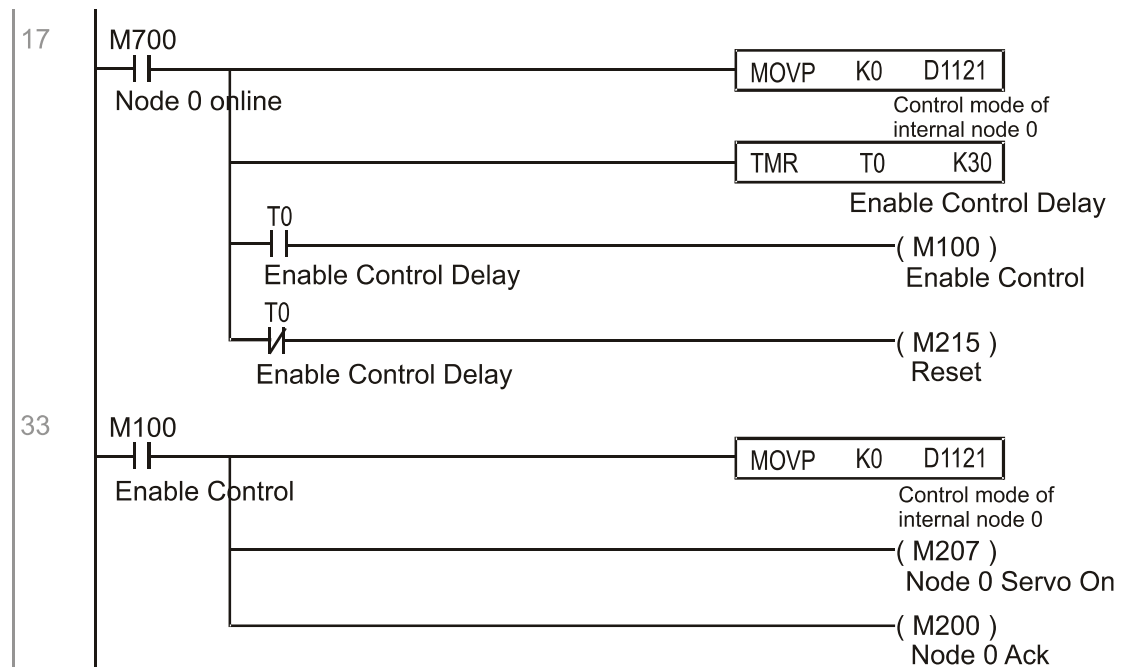 17
M700
Node 0 online
MOVP K0 D1121
Control mode of
internal node 0
TMR T0 K30
Enable Control Delay
T0
Enable Control Delay
( M100 )
Enable Control
T0
Enable Control Delay
( M215 )
Reset
33
M100
Enable Control
MOVP K0 D1121
Control mode of
internal node 0
( M207 )
Node 0 Servo On
( M200 )
Node 0 Ack